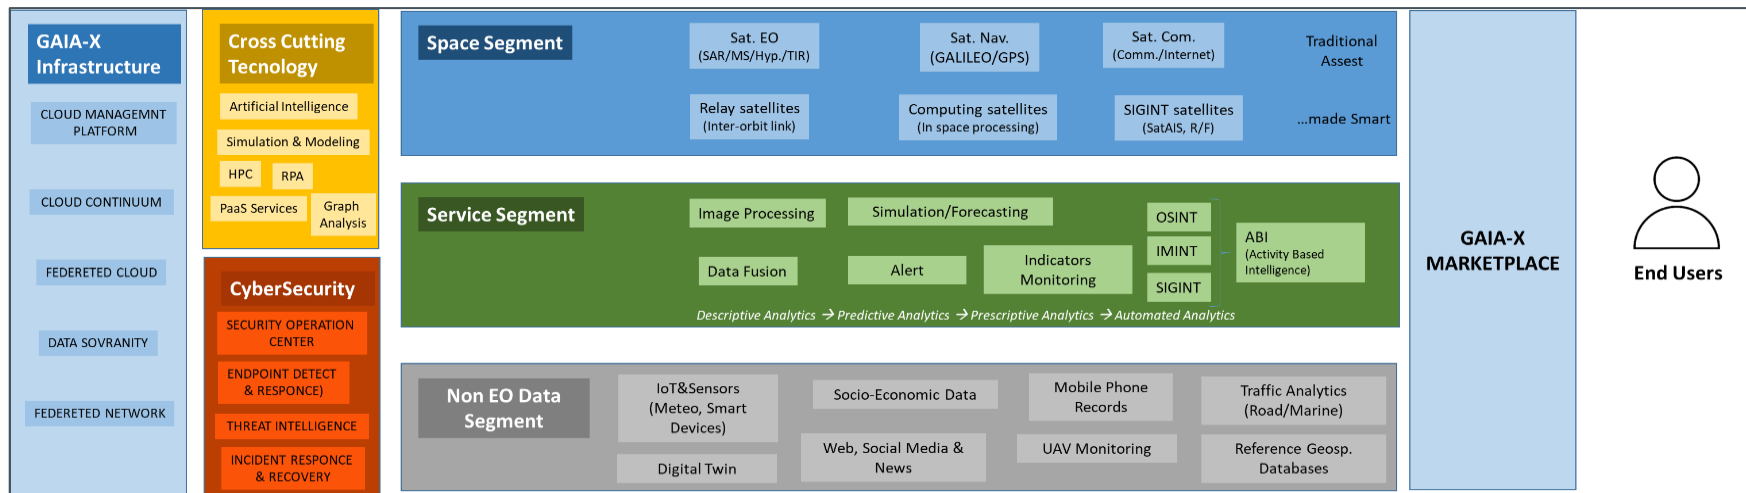 GAIA-X
Infrastructure
CLOUD MANAGEMNT
PLATFORM
CLOUD CONTINUUM
FEDERETED CLOUD
DATA SOVRANITY
FEDERETED NETWORK
Cross Cutting
Tecnology
Artificial Intelligence
Simulation & Modeling
HPC
RPA
PaaS Services
Graph
Analysis
CyberSecurity
SECURITY OPERATION
CENTER
ENDPOINT DETECT
& RESPONCE)
THREAT INTELLIGENCE
INCIDENT RESPONCE
& RECOVERY
Space Segment
Sat. EO
(SAR/MS/Hyp./TIR)
Sat. Nav.
(GALILEO/GPS)
Sat. Com.
(Comm./Internet)
Traditional
Assest
Relay satellites
(Inter-orbit link)
Computing satellites
(In space processing)
SIGINT satellites
(SatAIS, R/F)
...made Smart
Service Segment
Image Processing
Simulation/Forecasting
Data Fusion
Alert
Indicators
Monitoring
OSINT
IMINT
SIGINT
ABI
(Activity Based
Intelligence)
Descriptive Analytics → Predictive Analytics → Prescriptive Analytics → Automated Analytics
Non EO Data
Segment
IoT&Sensors
(Meteo, Smart
Devices)
Socio-Economic Data
Mobile Phone
Records
Traffic Analytics
(Road/Marine)
Digital Twin
Web, Social Media &
News
UAV Monitoring
Reference Geosp.
Databases
GAIA-X
MARKETPLACE
End Users